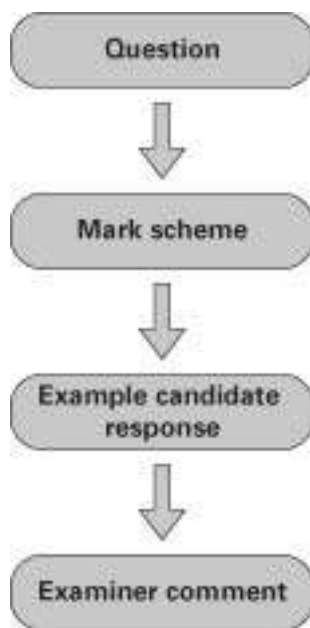 Question
Mark scheme
Example candidate
response
Examiner comment